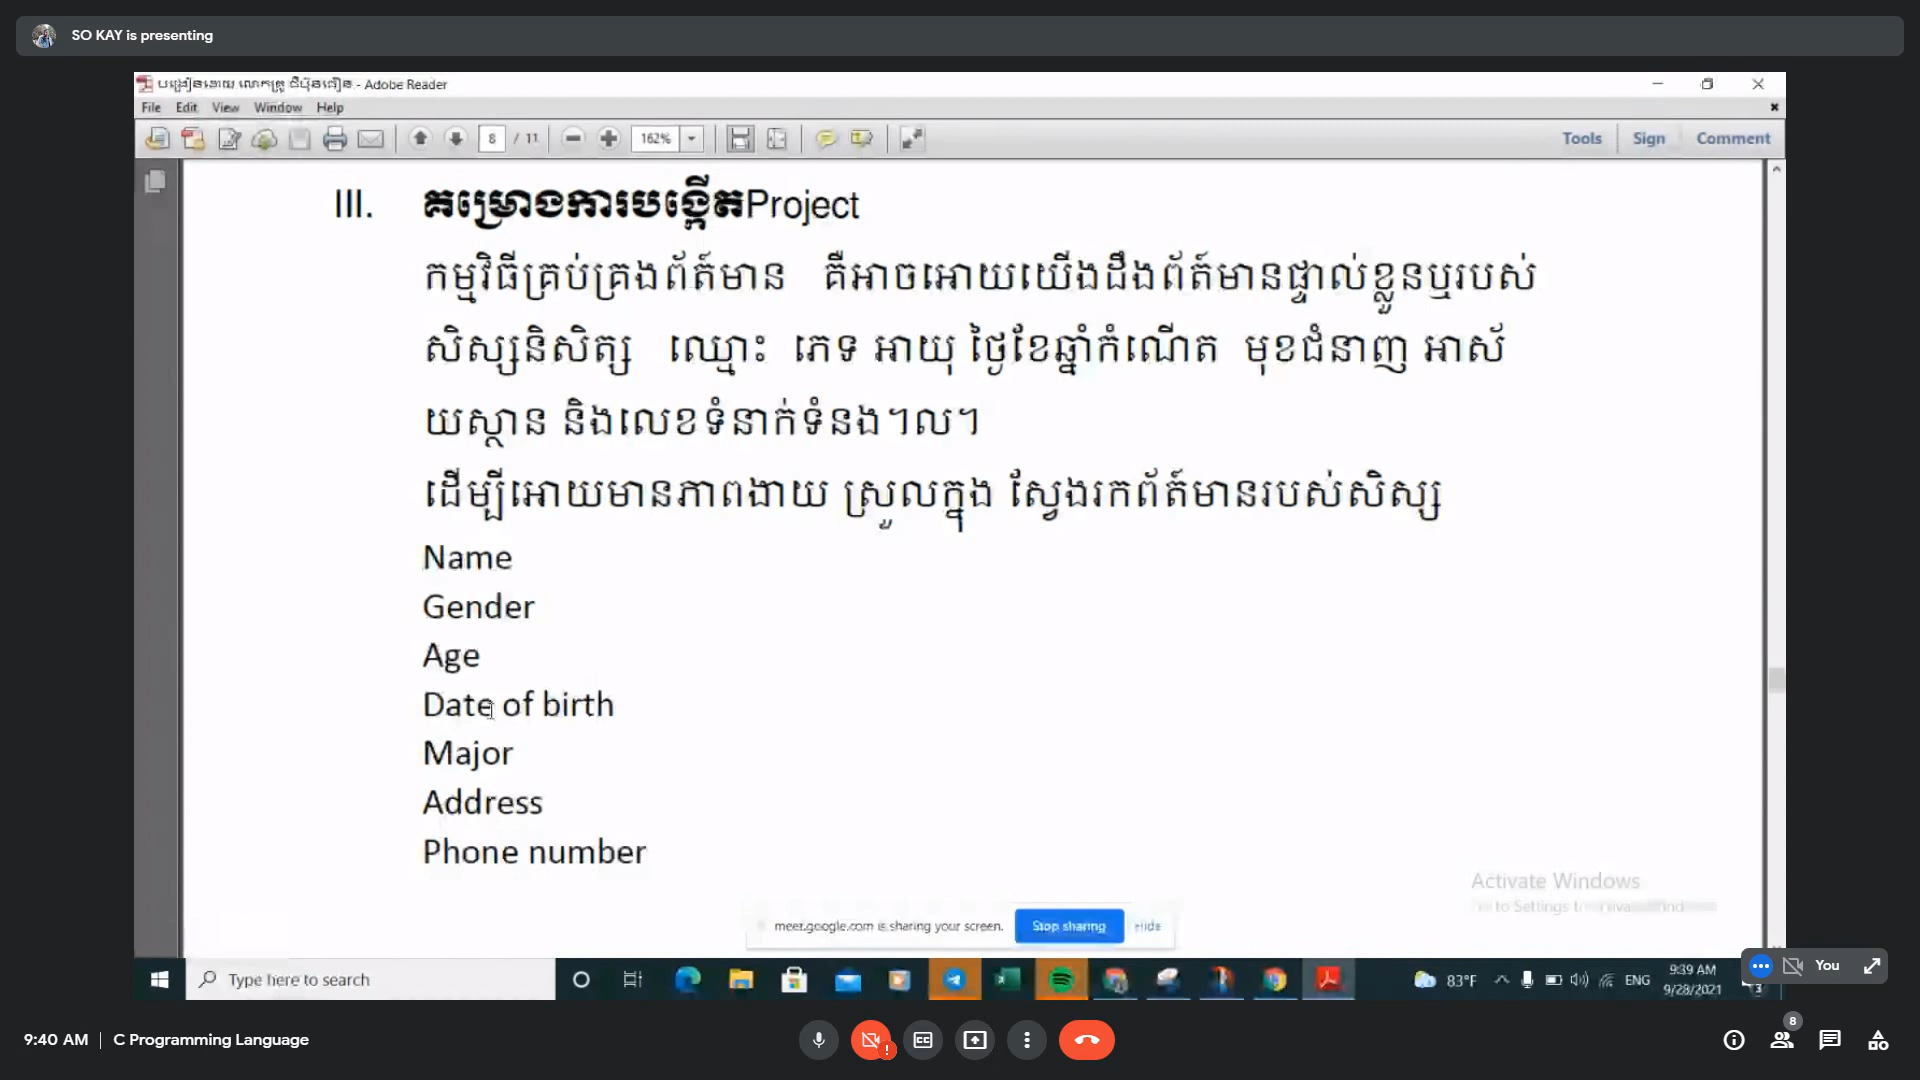 SO KAY is presenting
- Adobe Reader
File Edit View Window Help
8 / 11 162% Tools Sign Comment
III. គម្រោងការបង្កើតProject
កម្មវិធីគ្រប់គ្រងព័ត៍មាន គឺអាចអោយយើងដឹងព័ត៍មានផ្ទាល់ខ្លួនឬរបស់
សិស្សនិសិត្ស ឈ្មោះ ភេទ អាយុ ថ្ងៃខែឆ្នាំកំណើត មុខជំនាញ អាស័
យស្ថាន និងលេខទំនាក់ទំនង។ល។
ដើម្បីអោយមានភាពងាយ ស្រួលក្នុង ស្វែងរកព័ត៍មានរបស់សិស្ស
Name
Gender
Age
Date of birth
Major
Address
Phone number
Activate Windows
meet.google.com is sharing your screen. Stop sharing Hide
Type here to search
83°F ENG 9:39 AM
9/28/2021
3
You
9:40 AM | C Programming Language
8